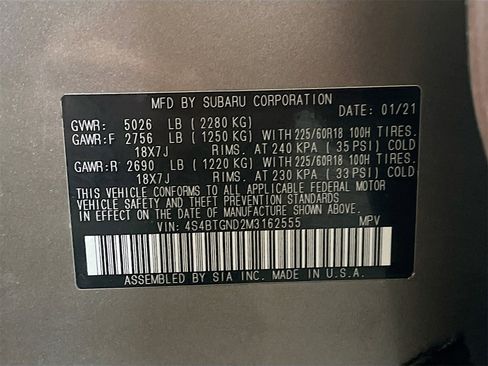 MFD BY SUBARU CORPORATION
DATE: 01/21
GVWR: 5026 LB ( 2280 KG)
GAWR:F 2756 LB ( 1250 KG) WITH 225/60R18 100H TIRES.
18X7J RIMS. AT 240 KPA ( 35 PSI) COLD
GAWR:R 2690 LB ( 1220 KG) WITH 225/60R18 100H TIRES.
18X7J RIMS. AT 230 KPA ( 33 PSI) COLD
THIS VEHICLE CONFORMS TO ALL APPLICABLE FEDERAL MOTOR
VEHICLE SAFETY, BUMPER, AND THEFT PREVENTION STANDARDS
IN EFFECT ON THE DATE OF MANUFACTURE SHOWN ABOVE.
VIN: 4S4BTGND2M3162555 MPV
ASSEMBLED BY SIA INC. MADE IN U.S.A.